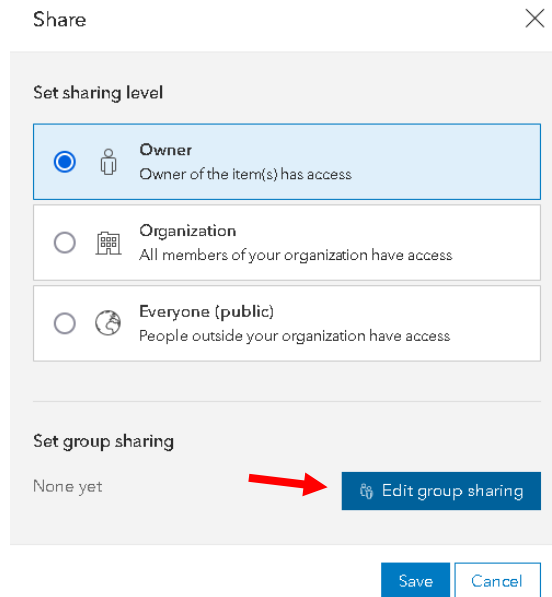 Share
Set sharing level
Owner
Owner of the item(s) has access
Organization
All members of your organization have access
Everyone (public)
People outside your organization have access
Set group sharing
None yet
Edit group sharing
Save
Cancel